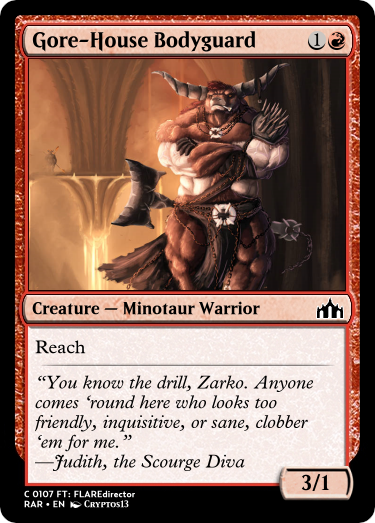 Gore-House Bodyguard 1
Creature — Minotaur Warrior
Reach
“You know the drill, Zarko. Anyone
comes ‘round here who looks too
friendly, inquisitive, or sane, clobber
‘em for me.”
—Judith, the Scourge Diva
3/1
C 0107 FT: FLAREdirector
RAR • EN Cryptos13